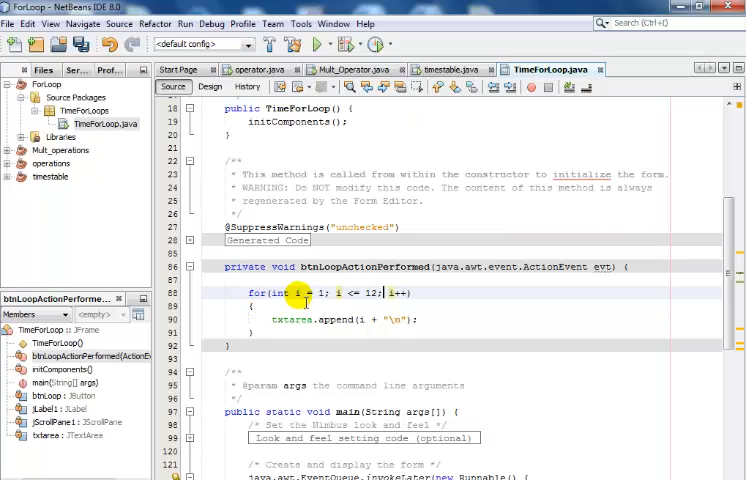 ForLoop - NetBeans IDE 8.0
File Edit View Navigate Source Refactor Run Debug Profile Team Tools Window Help
Search (Ctrl+I)
<default config>
Files Ser... Prof...
Start Page operator.java Mult_Operator.java timestable.java TimeForLoop.java
Source Design History
ForLoop
Source Packages
TimeForLoops
TimeForLoop.java
Libraries
Mult_operations
operations
timestable
18 public TimeForLoop() {
19 initComponents();
20 }
21
22 /**
23 * This method is called from within the constructor to initialize the form.
24 * WARNING: Do NOT modify this code. The content of this method is always
25 * regenerated by the Form Editor.
26 */
27 @SuppressWarnings("unchecked")
28 Generated Code
85
86 private void btnLoopActionPerformed(java.awt.event.ActionEvent evt) {
87
88 for(int i = 1; i <= 12; i++)
89 {
90 txtarea.append(i + "\n");
91 }
92 }
93
94 /**
95 * @param args the command line arguments
96 */
97 public static void main(String args[]) {
98 /* Set the Nimbus look and feel */
99 Look and feel setting code (optional)
120
121 /* Create and display the form */
java.awt.EventQueue.invokeLater(new Runnable() {
btnLoopActionPerforme...
Members <empty>
TimeForLoop :: JFrame
TimeForLoop()
btnLoopActionPerformed(ActionEv
initComponents()
main(String[] args)
btnLoop : JButton
jLabel1 : JLabel
jScrollPane1 : JScrollPane
txtarea : JTextArea